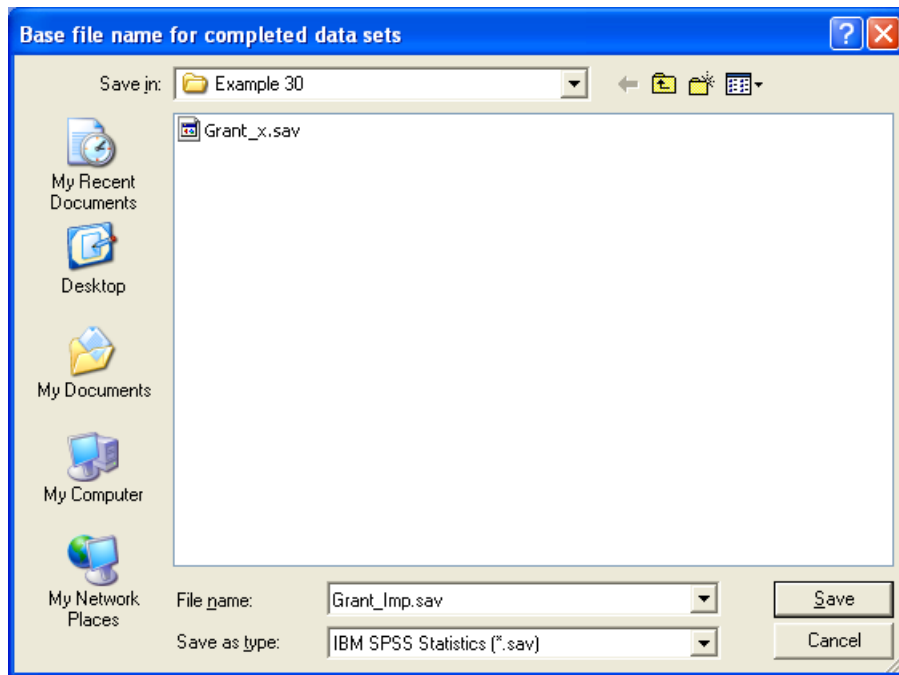 Base file name for completed data sets
Save in: Example 30
Grant_x.sav
My Recent
Documents
Desktop
My Documents
My Computer
My Network
Places
File name: Grant_Imp.sav Save
Save as type: IBM SPSS Statistics (*.sav) Cancel